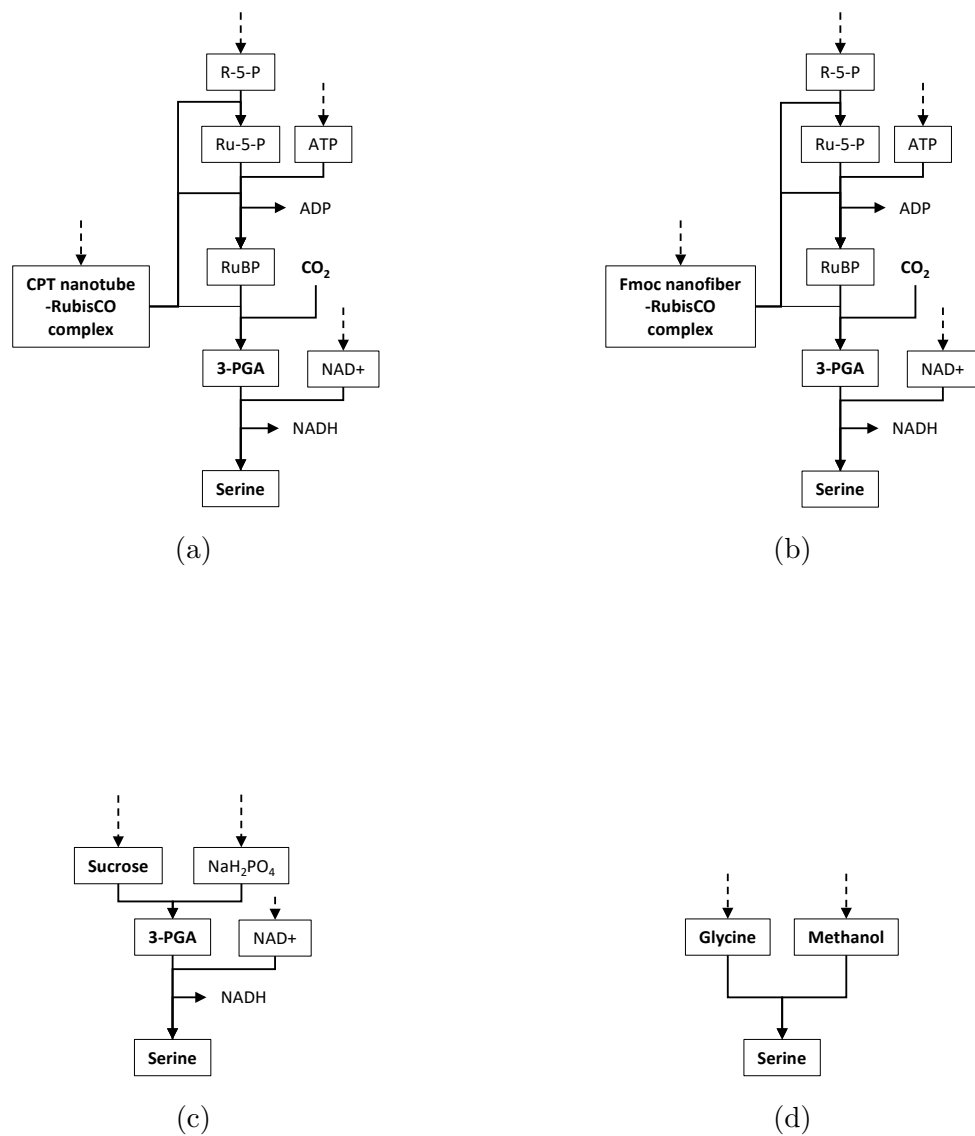 R-5-P
Ru-5-P
ATP
ADP
RuBP
CO₂
CPT nanotube
-RubisCO
complex
3-PGA
NAD+
NADH
Serine
(a)
R-5-P
Ru-5-P
ATP
ADP
RuBP
CO₂
Fmoc nanofiber
-RubisCO
complex
3-PGA
NAD+
NADH
Serine
(b)
Sucrose
NaH₂PO₄
3-PGA
NAD+
NADH
Serine
(c)
Glycine
Methanol
Serine
(d)